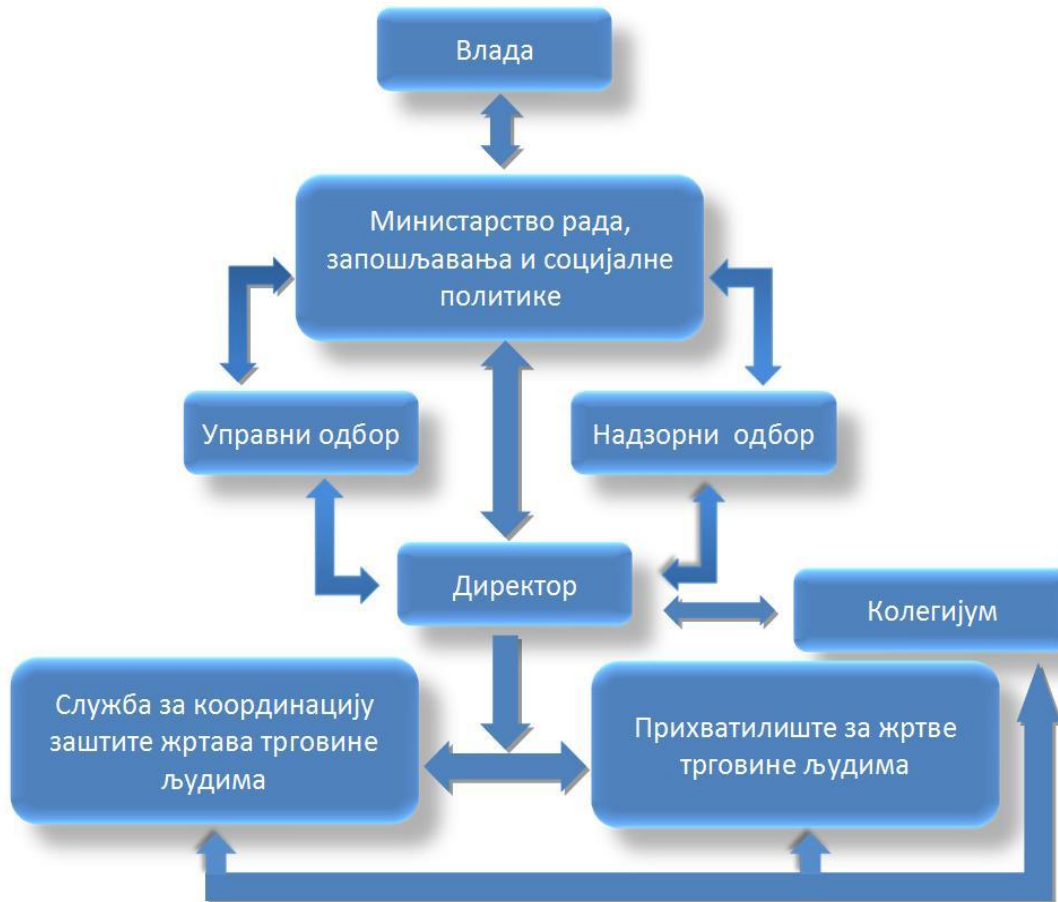 Влада
Министарство рада,
запошљавања и социјалне
политике
Управни одбор
Надзорни одбор
Директор
Колегијум
Служба за координацију
заштите жртава трговине
људима
Прихватилиште за жртве
трговине људима